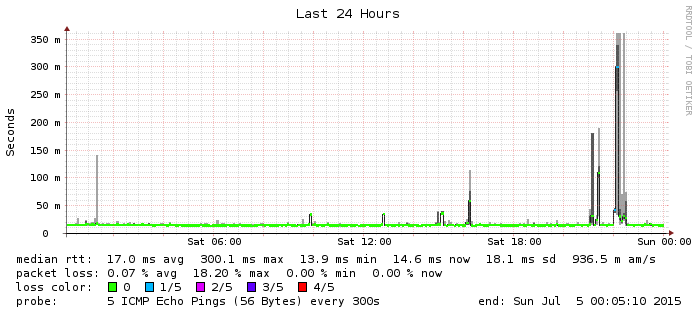 Last 24 Hours
RRDTOOL / TOBI OETIKER
Seconds
350 m
300 m
250 m
200 m
150 m
100 m
50 m
0
Sat 06:00 Sat 12:00 Sat 18:00 Sun 00:00
median rtt: 17.0 ms avg 300.1 ms max 13.9 ms min 14.6 ms now 18.1 ms sd 936.5 m am/s
packet loss: 0.07 % avg 18.20 % max 0.00 % min 0.00 % now
loss color: 0 1/5 2/5 3/5 4/5
probe: 5 ICMP Echo Pings (56 Bytes) every 300s end: Sun Jul 5 00:05:10 2015